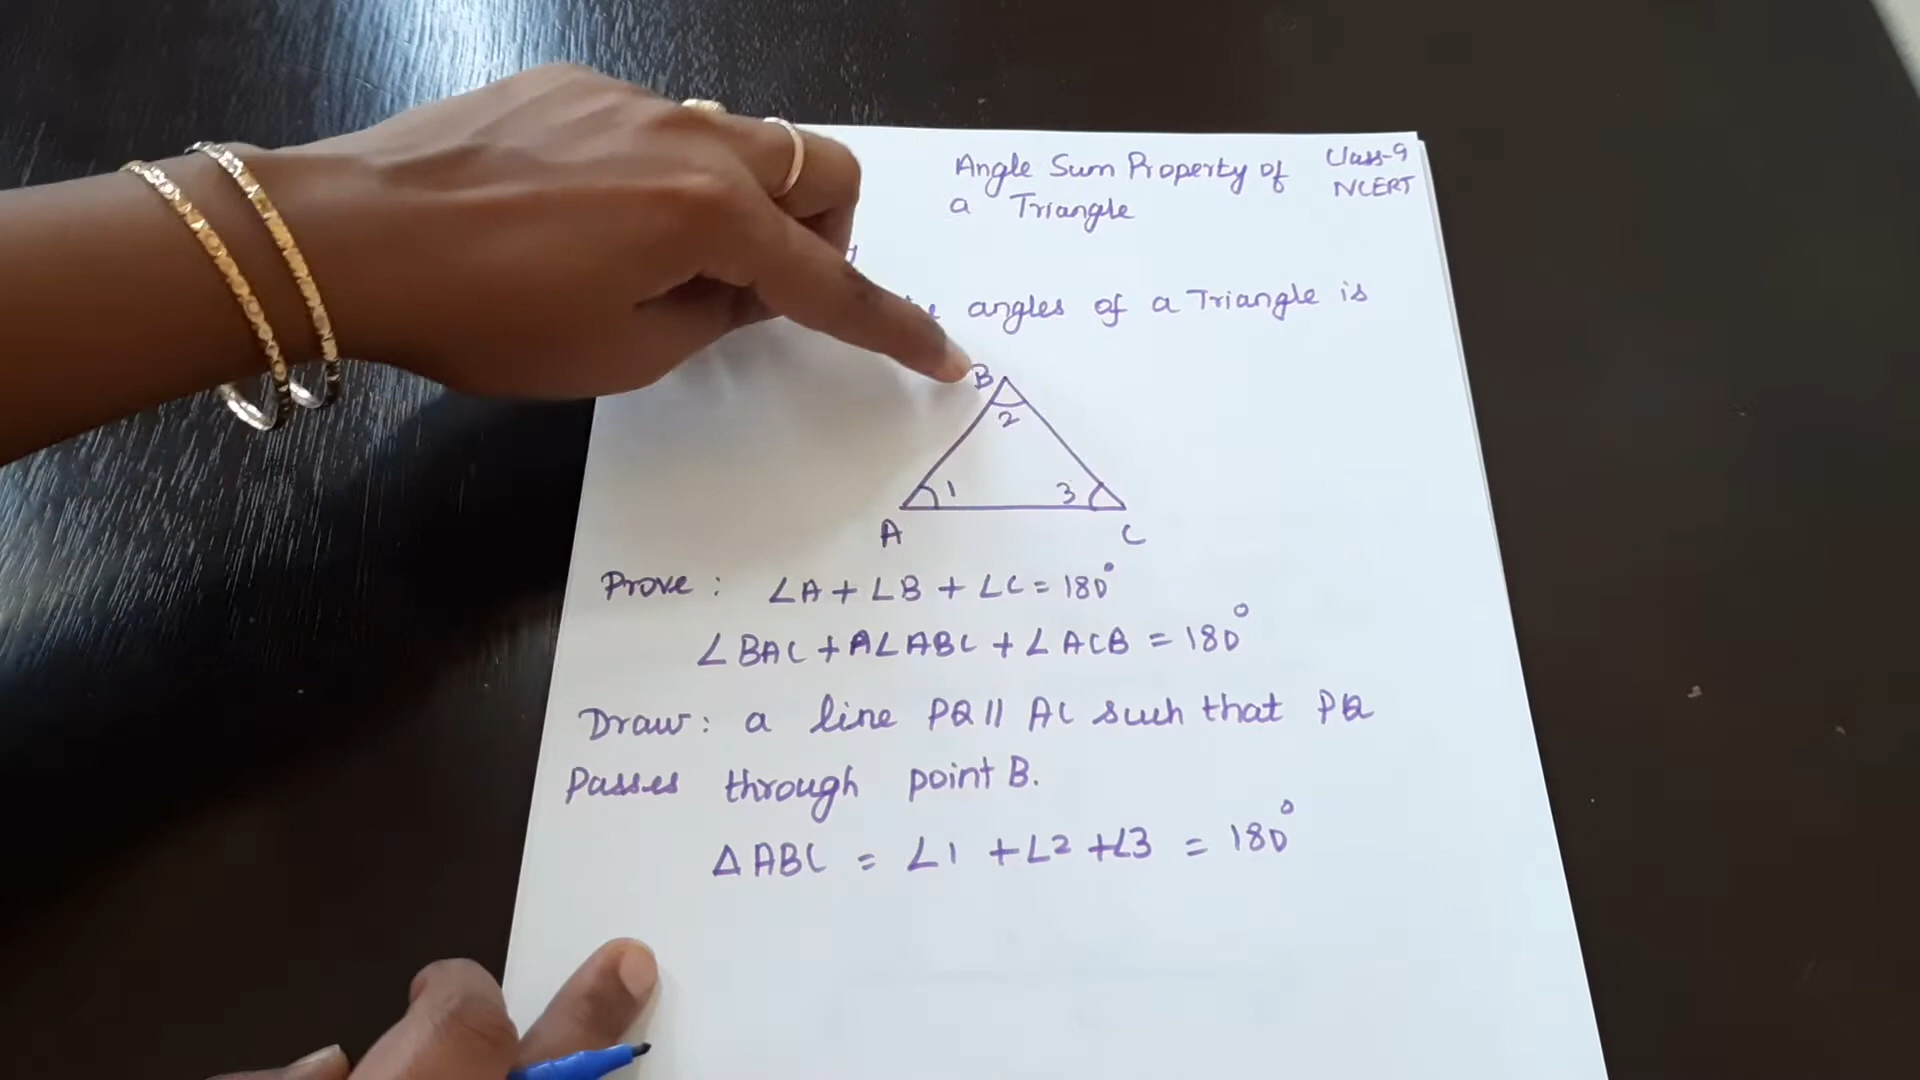 Angle Sum Property of
a Triangle
Class-9
NCERT
angles of a Triangle is
B
2
1
3
A
C
Prove : ∠A + ∠B + ∠C = 180°
∠BAC + A∠ABC + ∠ACB = 180°
Draw: a line PQ || AC such that PQ
Passes through point B.
△ABC = ∠1 + ∠2 + ∠3 = 180°